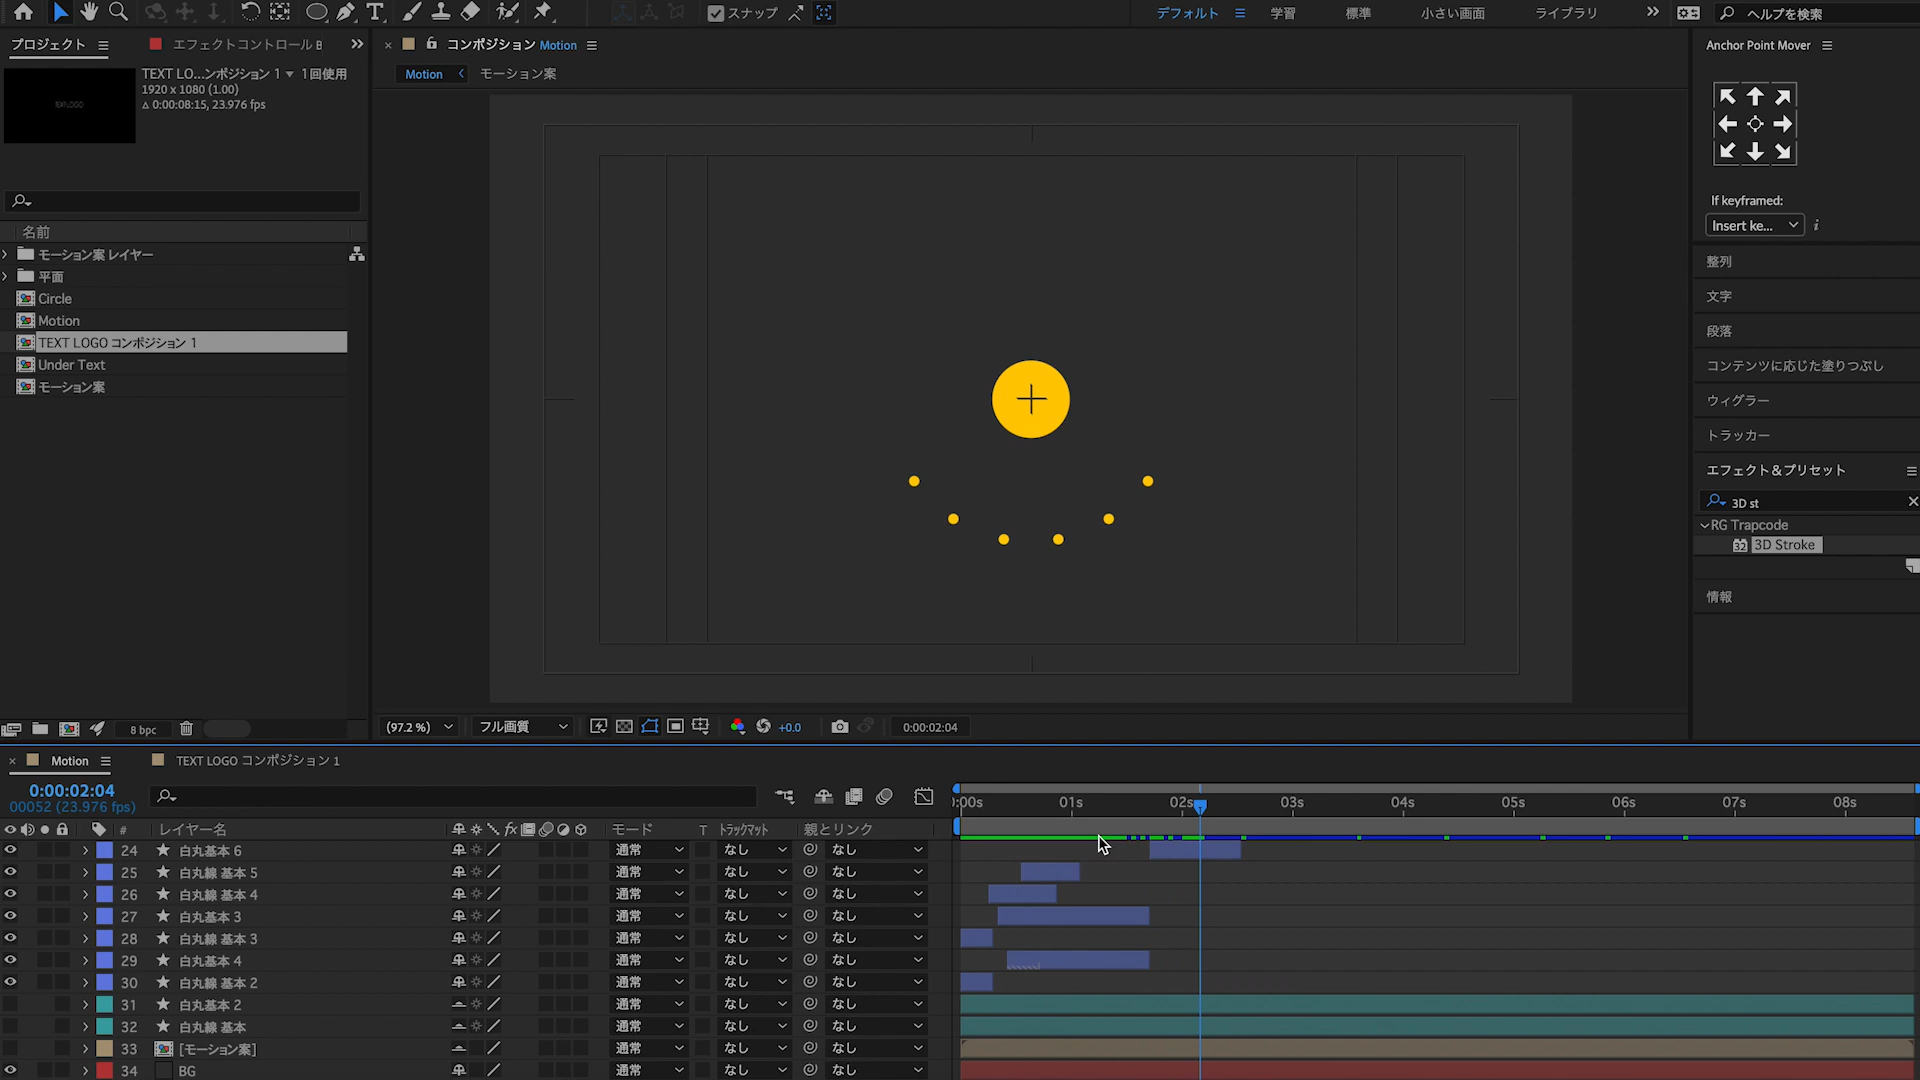 スナップ
デフォルト
学習
標準
小さい画面
ライブラリ
ヘルプを検索
プロジェクト
エフェクトコントロール B
コンポジション Motion
Anchor Point Mover
TEXT LO...ンポジション 1 ▼ 1回使用
1920 x 1080 (1.00)
Δ 0:00:08:15, 23.976 fps
Motion
モーション案
If keyframed:
Insert ke...
整列
文字
段落
コンテンツに応じた塗りつぶし
ウィグラー
トラッカー
エフェクト＆プリセット
3D st
RG Trapcode
32 3D Stroke
情報
名前
モーション案 レイヤー
平面
Circle
Motion
TEXT LOGO コンポジション 1
Under Text
モーション案
8 bpc
(97.2 %)
フル画質
+0.0
0:00:02:04
Motion
TEXT LOGO コンポジション 1
0:00:02:04
00052 (23.976 fps)
):00s 01s 02s 03s 04s 05s 06s 07s 08s
# レイヤー名 fx モード T トラックマット 親とリンク
24 白丸基本 6 通常 なし なし
25 白丸線 基本 5 通常 なし なし
26 白丸線 基本 4 通常 なし なし
27 白丸基本 3 通常 なし なし
28 白丸線 基本 3 通常 なし なし
29 白丸基本 4 通常 なし なし
30 白丸線 基本 2 通常 なし なし
31 白丸基本 2 通常 なし なし
32 白丸線 基本 通常 なし なし
33 [モーション案] 通常 なし なし
34 BG 通常 なし なし